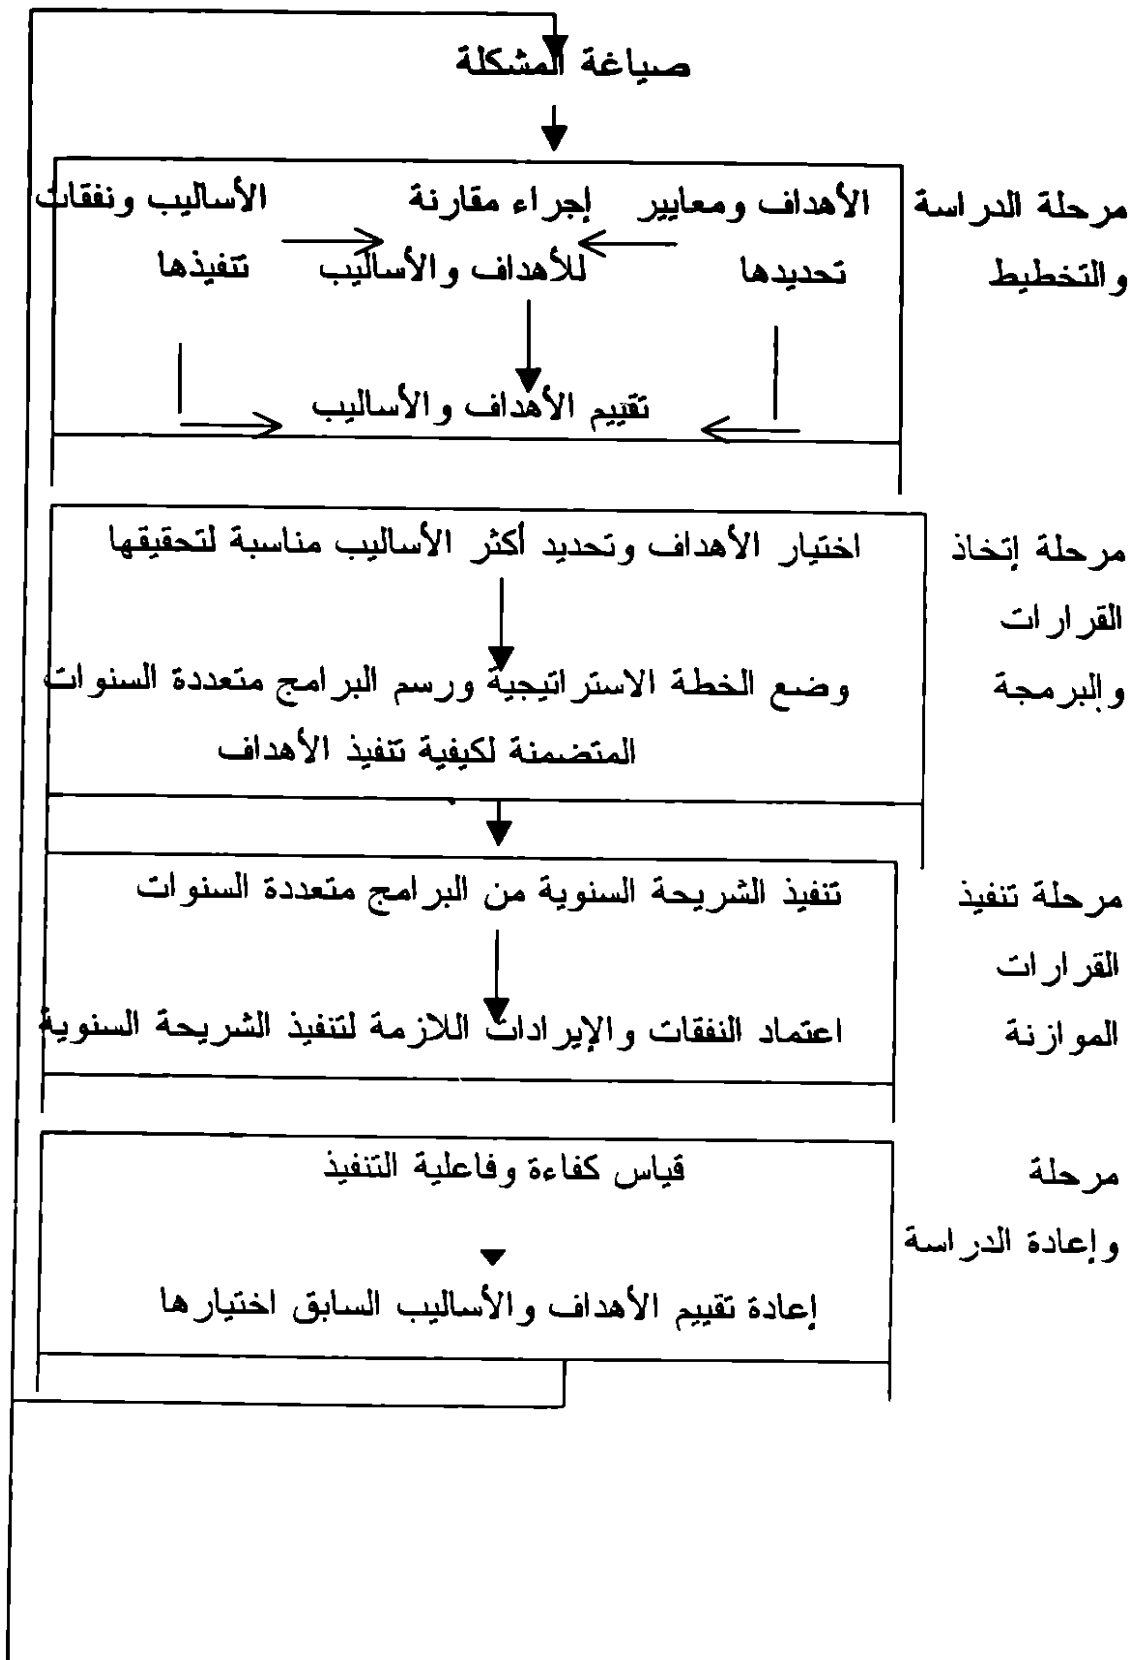 صياغة المشكلة
مرحلة الدراسة
والتخطيط
الأهداف ومعايير
تحديدها
إجراء مقارنة
للأهداف والأساليب
الأساليب ونفقات
تنفيذها
تقييم الأهداف والأساليب
مرحلة إتخاذ
القرارات
والبرمجة
اختيار الأهداف وتحديد أكثر الأساليب مناسبة لتحقيقها
وضع الخطة الاستراتيجية ورسم البرامج متعددة السنوات
المتضمنة لكيفية تنفيذ الأهداف
مرحلة تنفيذ
القرارات
الموازنة
تنفيذ الشريحة السنوية من البرامج متعددة السنوات
اعتماد النفقات والإيرادات اللازمة لتنفيذ الشريحة السنوية
مرحلة
وإعادة الدراسة
قياس كفاءة وفاعلية التنفيذ
إعادة تقييم الأهداف والأساليب السابق اختيارها